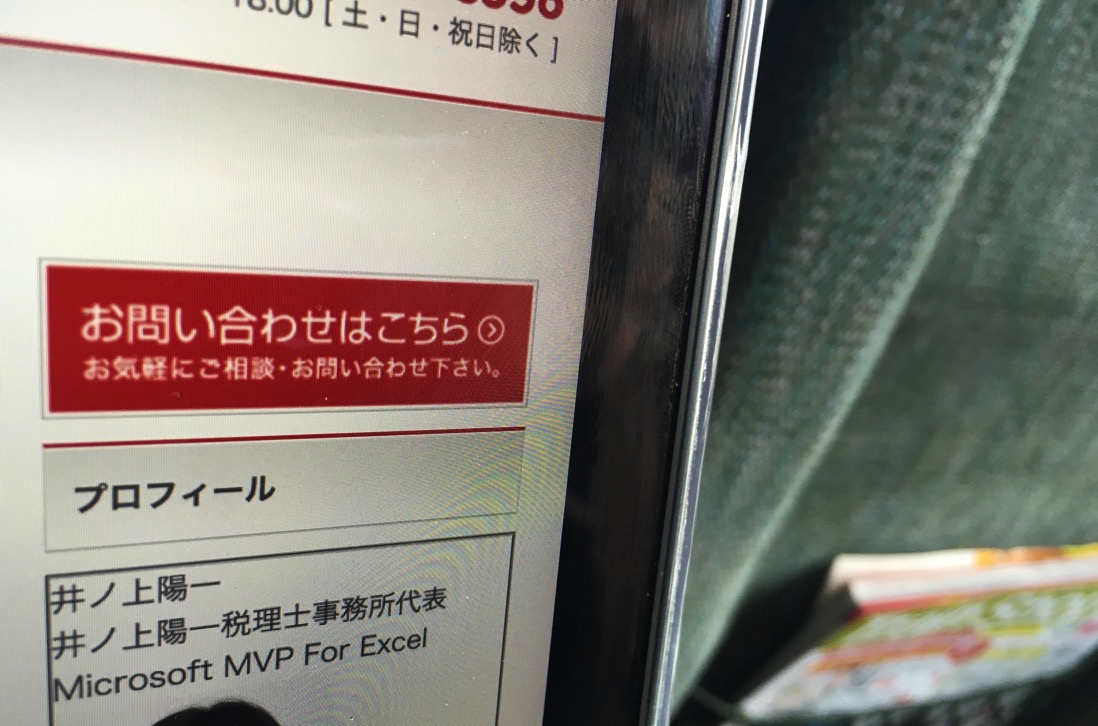 18:00 [ 土・日・祝日除く ]
お問い合わせはこちら
お気軽にご相談・お問い合わせ下さい。
プロフィール
井ノ上陽一
井ノ上陽一税理士事務所代表
Microsoft MVP For Excel